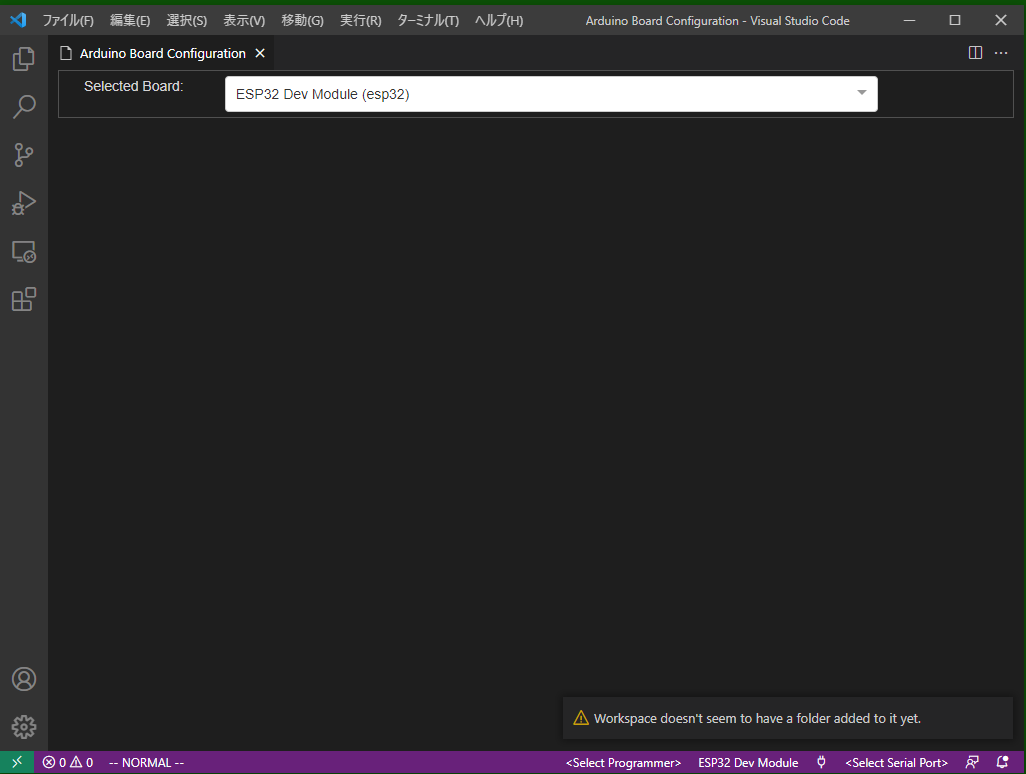 ファイル(F) 編集(E) 選択(S) 表示(V) 移動(G) 実行(R) ターミナル(T) ヘルプ(H) Arduino Board Configuration - Visual Studio Code
Arduino Board Configuration
Selected Board: ESP32 Dev Module (esp32)
Workspace doesn't seem to have a folder added to it yet.
0 0 -- NORMAL -- <Select Programmer> ESP32 Dev Module <Select Serial Port>